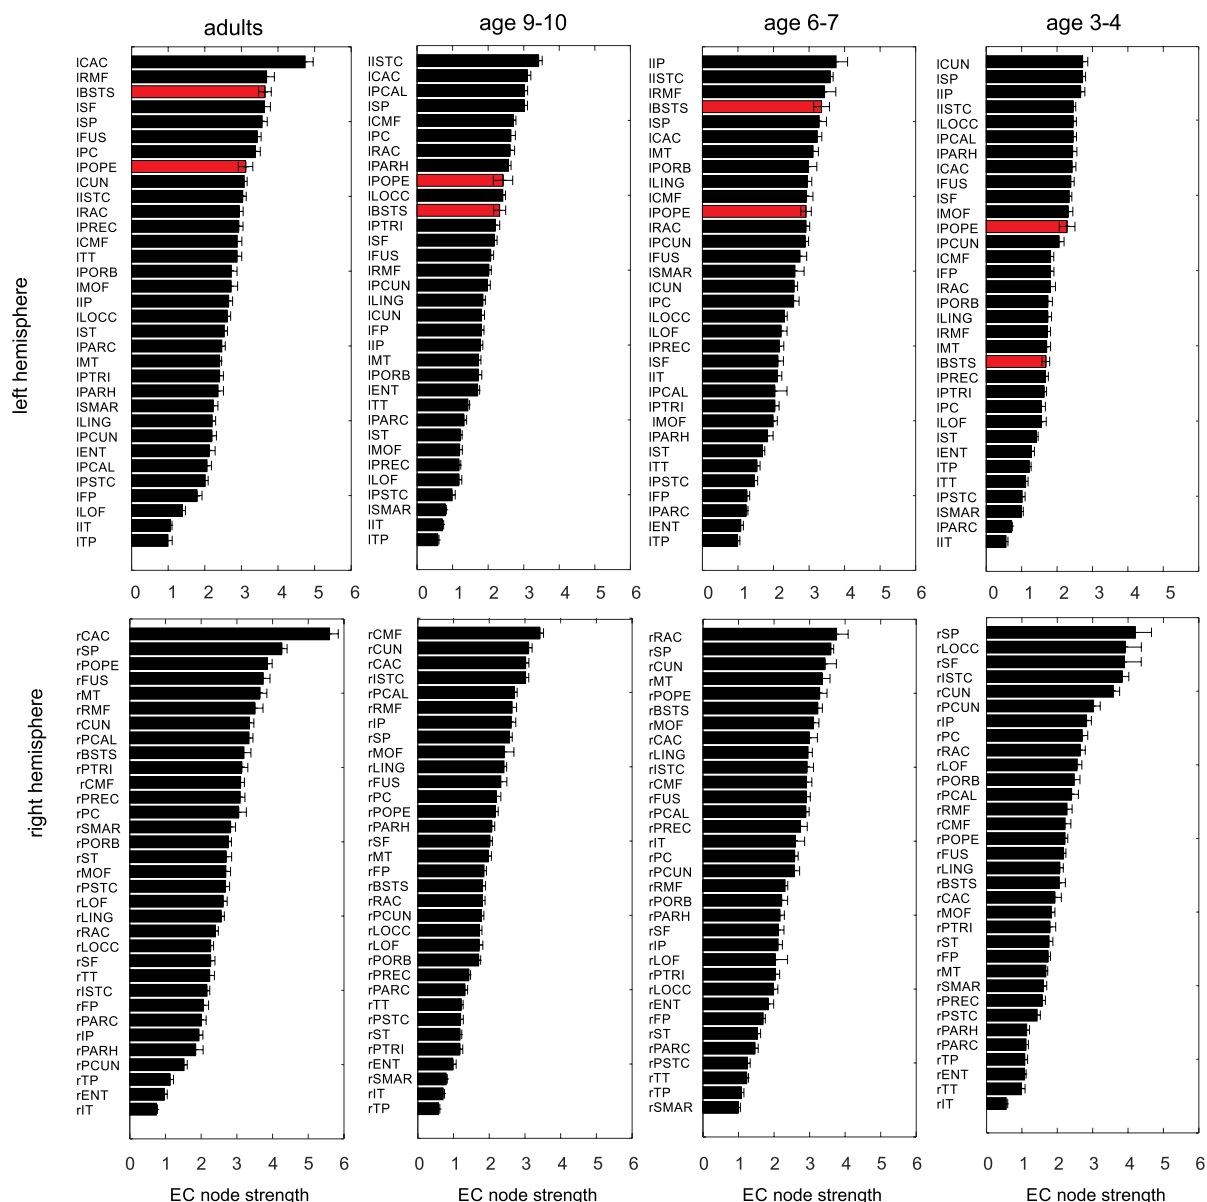 adults
age 9-10
age 6-7
age 3-4
left hemisphere
lCAC
lRMF
lBSTS
lSF
lSP
lFUS
lPC
lPOPE
lCUN
lISTC
lRAC
lPREC
lCMF
lTT
lPORB
lMOF
lIP
lLOCC
lST
lPARC
lMT
lPTRI
lPARH
lSMAR
lLING
lPCUN
lENT
lPCAL
lPSTC
lFP
lLOF
lIT
lTP
0 1 2 3 4 5 6
lISTC
lCAC
lPCAL
lSP
lCMF
lPC
lRAC
lPARH
lPOPE
lLOCC
lBSTS
lPTRI
lSF
lFUS
lRMF
lPCUN
lLING
lCUN
lFP
lIP
lMT
lPORB
lENT
lTT
lPARC
lST
lMOF
lPREC
lLOF
lPSTC
lSMAR
lIT
lTP
0 1 2 3 4 5 6
lIP
lISTC
lRMF
lBSTS
lSP
lCAC
lMT
lPORB
lLING
lCMF
lPOPE
lRAC
lPCUN
lFUS
lSMAR
lCUN
lPC
lLOCC
lLOF
lPREC
lSF
lIT
lPCAL
lPTRI
lMOF
lPARH
lST
lTT
lPSTC
lFP
lPARC
lENT
lTP
0 1 2 3 4 5 6
lCUN
lSP
lIP
lISTC
lLOCC
lPCAL
lPARH
lCAC
lFUS
lSF
lMOF
lPOPE
lPCUN
lCMF
lFP
lRAC
lPORB
lLING
lRMF
lMT
lBSTS
lPREC
lPTRI
lPC
lLOF
lST
lENT
lTP
lTT
lPSTC
lSMAR
lPARC
lIT
0 1 2 3 4 5 6
right hemisphere
rCAC
rSP
rPOPE
rFUS
rMT
rRMF
rCUN
rPCAL
rBSTS
rPTRI
rCMF
rPREC
rPC
rSMAR
rPORB
rST
rMOF
rPSTC
rLOF
rLING
rRAC
rLOCC
rSF
rTT
rISTC
rFP
rPARC
rIP
rPARH
rPCUN
rTP
rENT
rIT
0 1 2 3 4 5 6
EC node strength
rCMF
rCUN
rCAC
rISTC
rPCAL
rRMF
rIP
rSP
rMOF
rLING
rFUS
rPC
rPOPE
rPARH
rSF
rMT
rFP
rBSTS
rRAC
rPCUN
rLOCC
rLOF
rPORB
rPREC
rPARC
rTT
rPSTC
rST
rPTRI
rENT
rSMAR
rIT
rTP
0 1 2 3 4 5 6
EC node strength
rRAC
rSP
rCUN
rMT
rPOPE
rBSTS
rMOF
rCAC
rLING
rISTC
rCMF
rFUS
rPCAL
rPREC
rIT
rPC
rPCUN
rRMF
rPORB
rPARH
rSF
rIP
rLOF
rPTRI
rLOCC
rENT
rFP
rST
rPARC
rPSTC
rTT
rTP
rSMAR
0 1 2 3 4 5 6
EC node strength
rSP
rLOCC
rSF
rISTC
rCUN
rPCUN
rIP
rPC
rRAC
rLOF
rPORB
rPCAL
rRMF
rCMF
rPOPE
rFUS
rLING
rBSTS
rCAC
rMOF
rPTRI
rST
rFP
rMT
rSMAR
rPREC
rPSTC
rPARH
rPARC
rTP
rENT
rTT
rIT
0 1 2 3 4 5 6
EC node strength